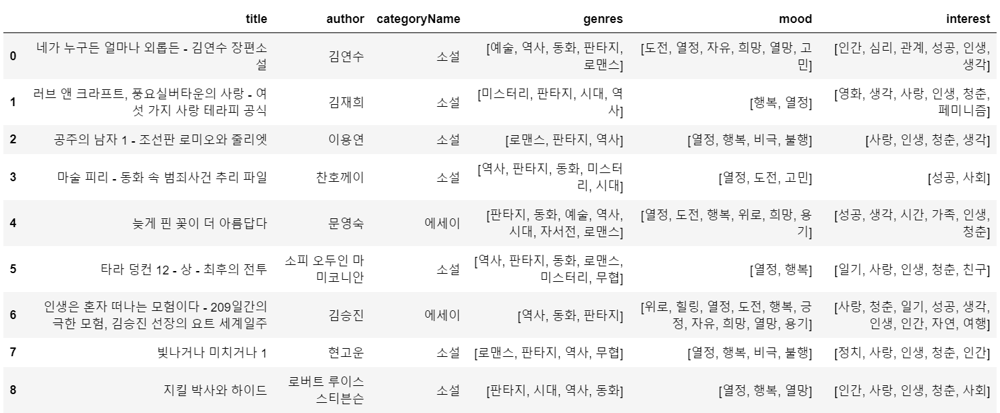 title author categoryName genres mood interest
0 네가 누구든 얼마나 외롭든 - 김연수 장편소설 김연수 소설 [예술, 역사, 동화, 판타지, 로맨스] [도전, 열정, 자유, 희망, 열망, 고민] [인간, 심리, 관계, 성공, 인생, 생각]
1 러브 앤 크라프트, 풍요실버타운의 사랑 - 여섯 가지 사랑 테라피 공식 김재희 소설 [미스터리, 판타지, 시대, 역사] [행복, 열정] [영화, 생각, 사랑, 인생, 청춘, 페미니즘]
2 공주의 남자 1 - 조선판 로미오와 줄리엣 이용연 소설 [로맨스, 판타지, 역사] [열정, 행복, 비극, 불행] [사랑, 인생, 청춘, 생각]
3 마술 피리 - 동화 속 범죄사건 추리 파일 찬호께이 소설 [역사, 판타지, 동화, 미스터리, 시대] [열정, 도전, 고민] [성공, 사회]
4 늦게 핀 꽃이 더 아름답다 문영숙 에세이 [판타지, 동화, 예술, 역사, 시대, 자서전, 로맨스] [열정, 도전, 행복, 위로, 희망, 용기] [성공, 생각, 시간, 가족, 인생, 청춘]
5 타라 덩컨 12 - 상 - 최후의 전투 소피 오두인 마미코니안 소설 [역사, 판타지, 동화, 로맨스, 미스터리, 무협] [열정, 행복] [일기, 사랑, 인생, 청춘, 친구]
6 인생은 혼자 떠나는 모험이다 - 209일간의 극한 모험, 김승진 선장의 요트 세계일주 김승진 에세이 [역사, 동화, 판타지] [위로, 힐링, 열정, 도전, 행복, 긍정, 자유, 희망, 열망, 용기] [사랑, 청춘, 일기, 성공, 생각, 인생, 인간, 자연, 여행]
7 빛나거나 미치거나 1 현고운 소설 [로맨스, 판타지, 역사, 무협] [열정, 행복, 비극, 불행] [정치, 사랑, 인생, 청춘, 인간]
8 지킬 박사와 하이드 로버트 루이스 스티븐슨 소설 [판타지, 시대, 역사, 동화] [열정, 행복, 열망] [인간, 사랑, 인생, 청춘, 사회]